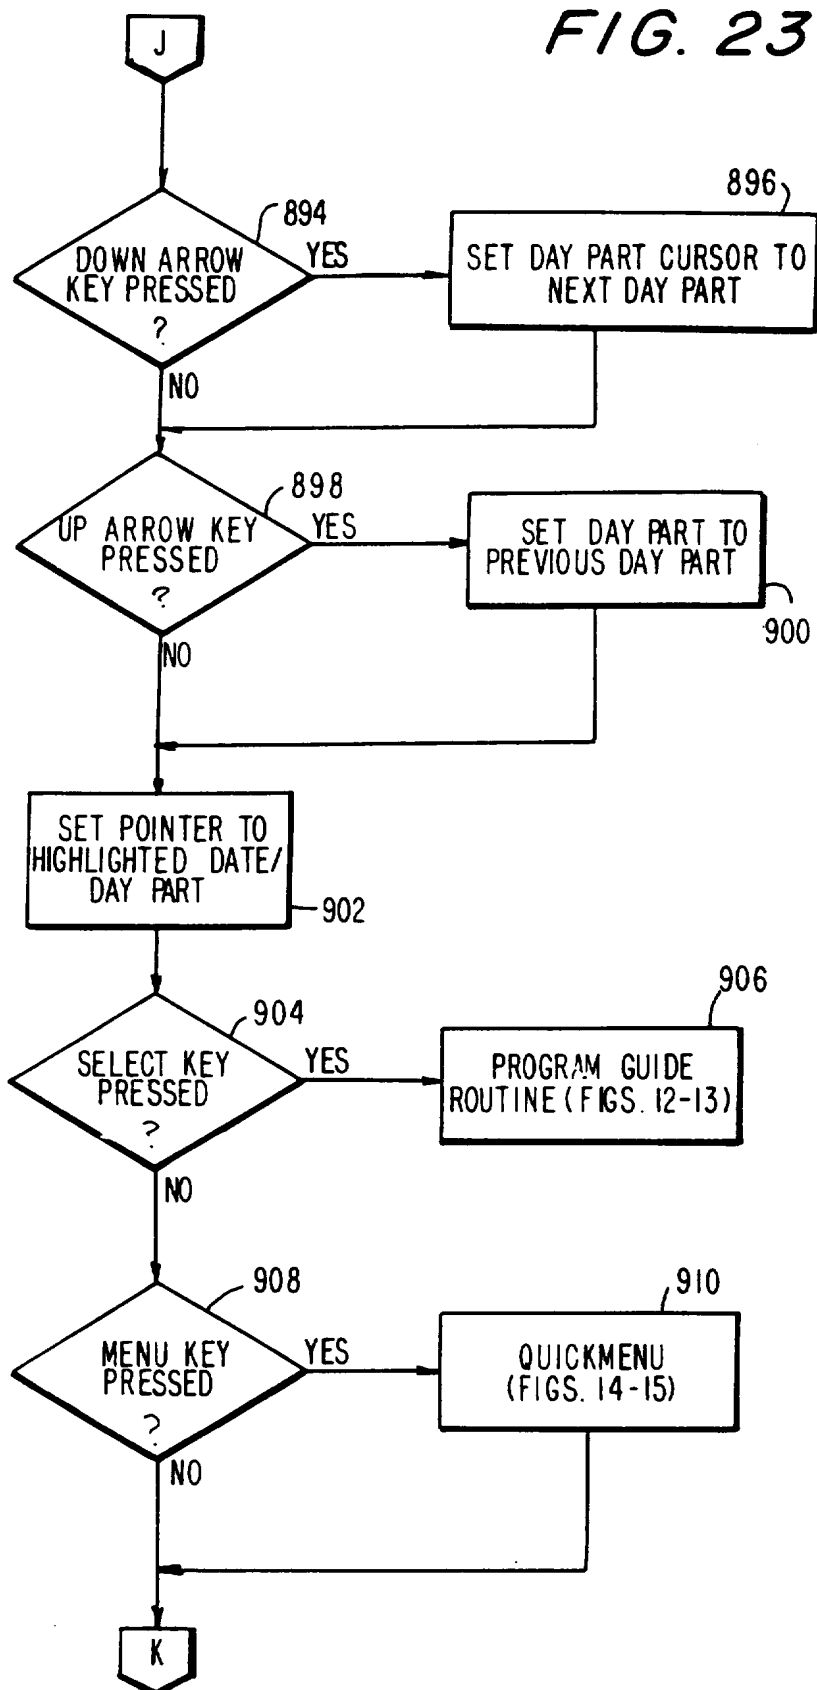 FIG. 23
J
894
896
DOWN ARROW
KEY PRESSED
?
YES
SET DAY PART CURSOR TO
NEXT DAY PART
NO
898
UP ARROW KEY
PRESSED
?
YES
SET DAY PART TO
PREVIOUS DAY PART
900
NO
SET POINTER TO
HIGHLIGHTED DATE/
DAY PART
902
904
906
SELECT KEY
PRESSED
?
YES
PROGRAM GUIDE
ROUTINE (FIGS. 12-13)
NO
908
910
MENU KEY
PRESSED
?
YES
QUICKMENU
(FIGS. 14-15)
NO
K